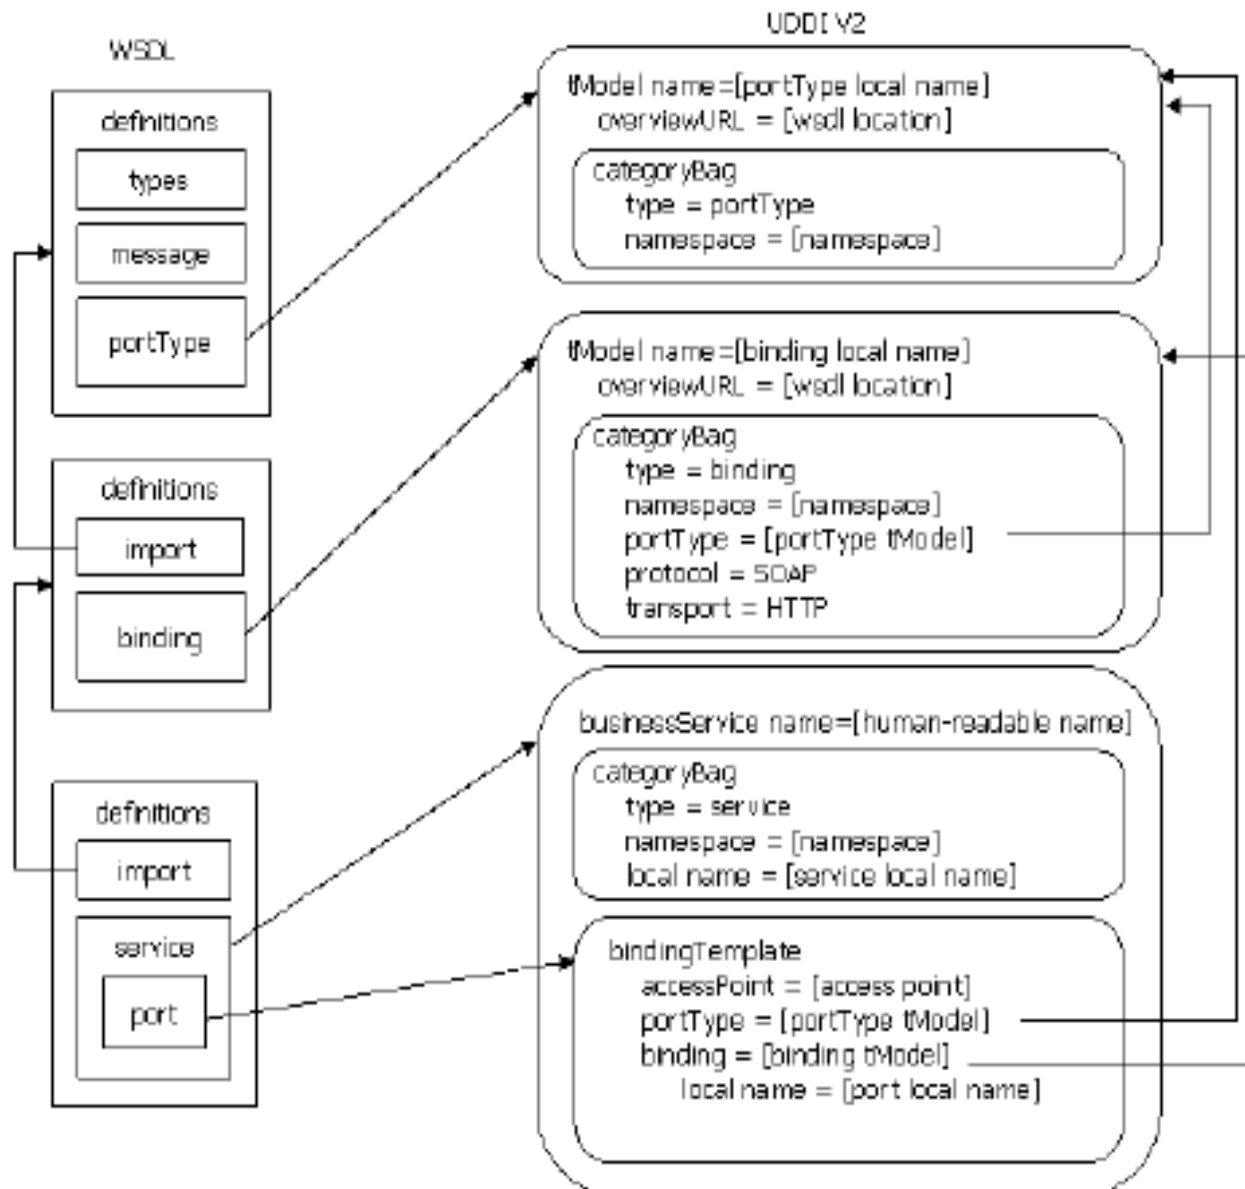 WSDL
definitions
types
message
portType
definitions
import
binding
definitions
import
service
port
UDDI V2
tModel name=[portType local name]
overviewURL = [wsdl location]
categoryBag
type = portType
namespace = [namespace]
tModel name=[binding local name]
overviewURL = [wsdl location]
categoryBag
type = binding
namespace = [namespace]
portType = [portType tModel]
protocol = SOAP
transport = HTTP
businessService name=[human-readable name]
categoryBag
type = service
namespace = [namespace]
local name = [service local name]
bindingTemplate
accessPoint = [access point]
portType = [portType tModel]
binding = [binding tModel]
local name = [port local name]